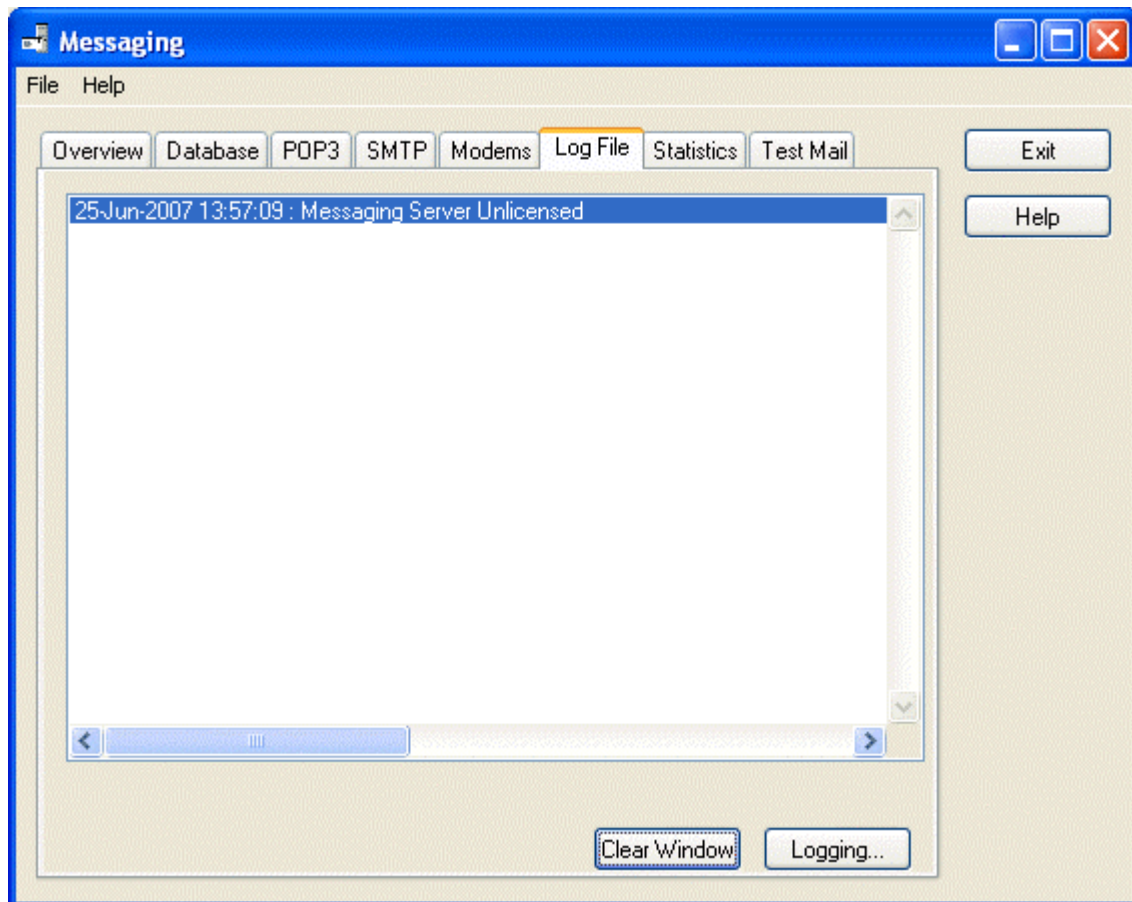 Messaging
File Help
Overview Database POP3 SMTP Modems Log File Statistics Test Mail
Exit
25-Jun-2007 13:57:09 : Messaging Server Unlicensed
Help
Clear Window Logging...